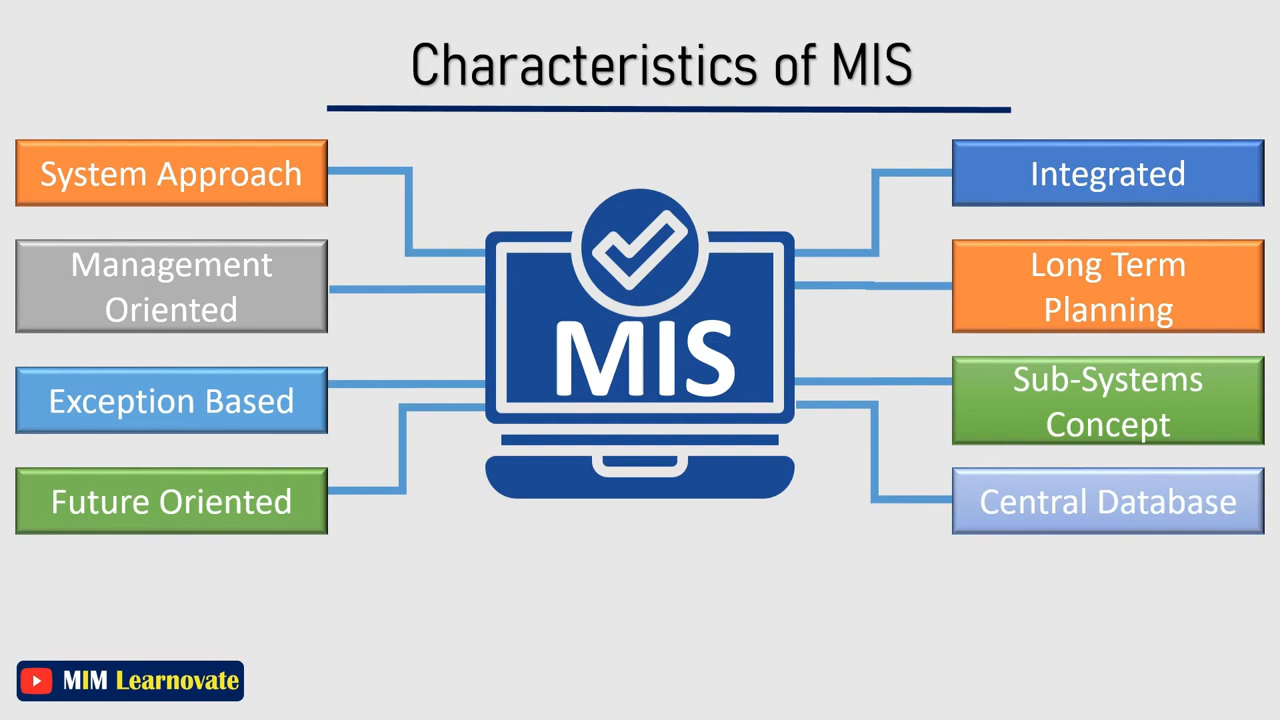 Characteristics of MIS
System Approach
Management
Oriented
Exception Based
Future Oriented
MIS
Integrated
Long Term
Planning
Sub-Systems
Concept
Central Database
MIM Learnovate